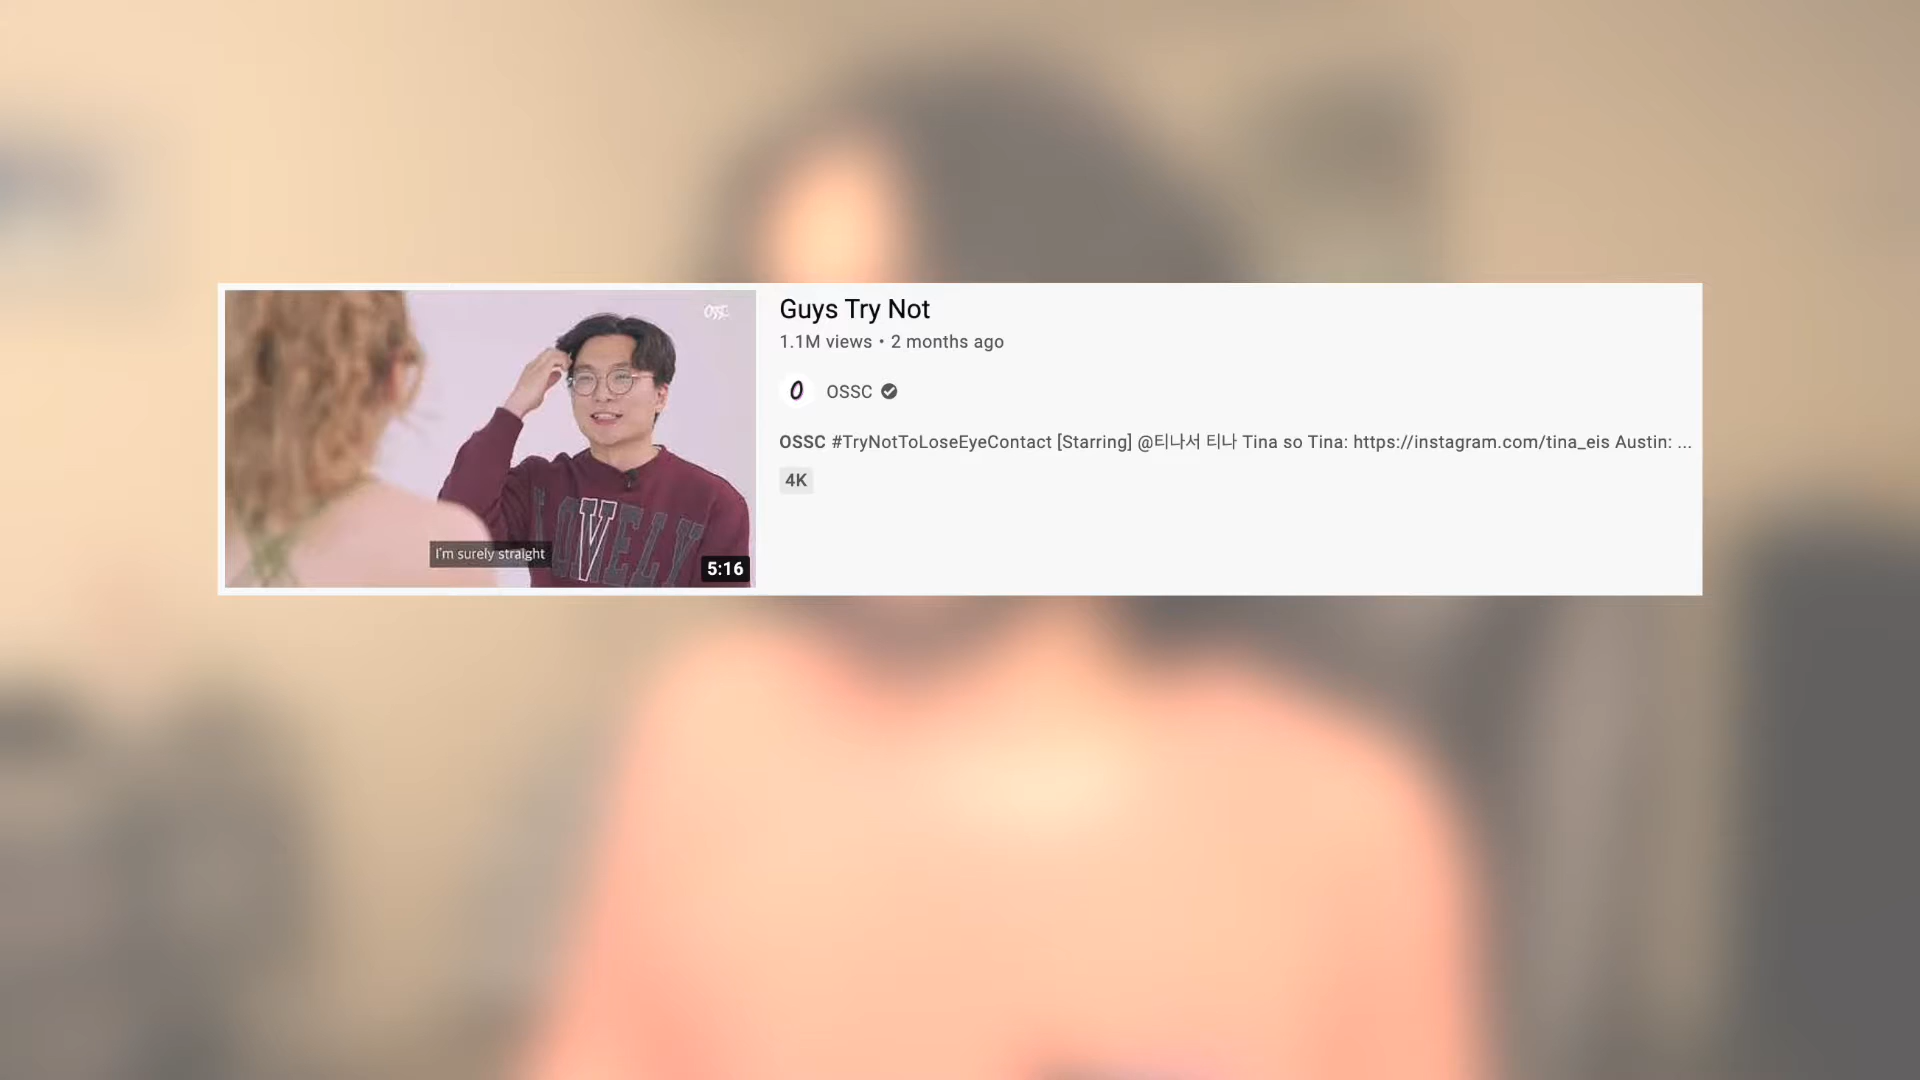 OSSC
I'm surely straight
5:16
Guys Try Not
1.1M views • 2 months ago
O
OSSC
OSSC #TryNotToLoseEyeContact [Starring] @티나서 티나 Tina so Tina: https://instagram.com/tina_eis Austin: ...
4K
LOVELY